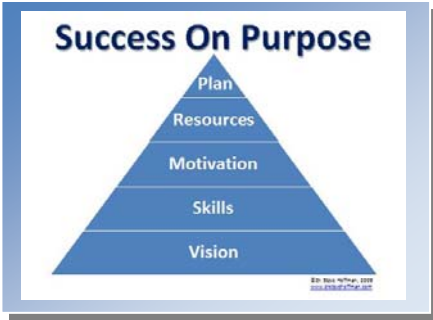 Success On Purpose
Plan
Resources
Motivation
Skills
Vision